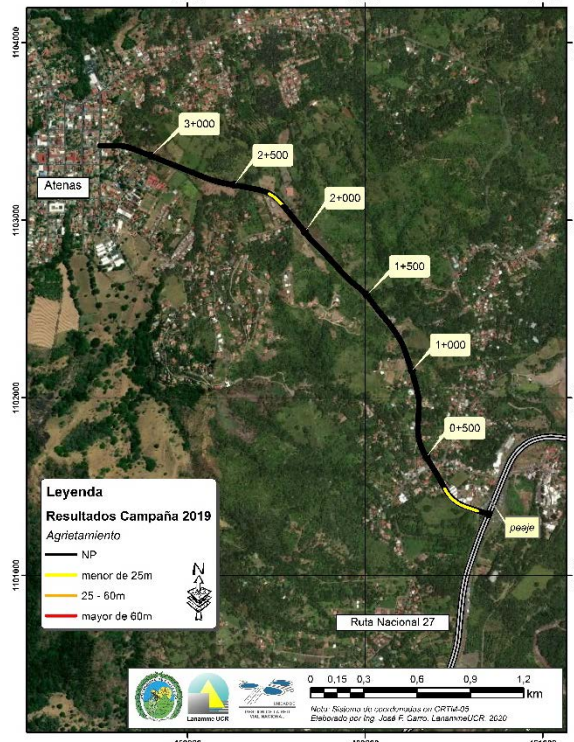 1104000
3+000
2+500
Atenas
1103000
2+000
1+500
1+000
1102000
0+500
Leyenda
Resultados Campaña 2019
Agrietamiento
NP
menor de 25m
25 - 60m
mayor de 60m
N
peaje
1101000
Ruta Nacional 27
0 0,15 0,3 0,6 0,9 1,2
km
Lanamme UCR
Nota: Sistema de coordenadas en CRTM-05
Elaborado por Ing. José F. Garro. LanammeUCR, 2020